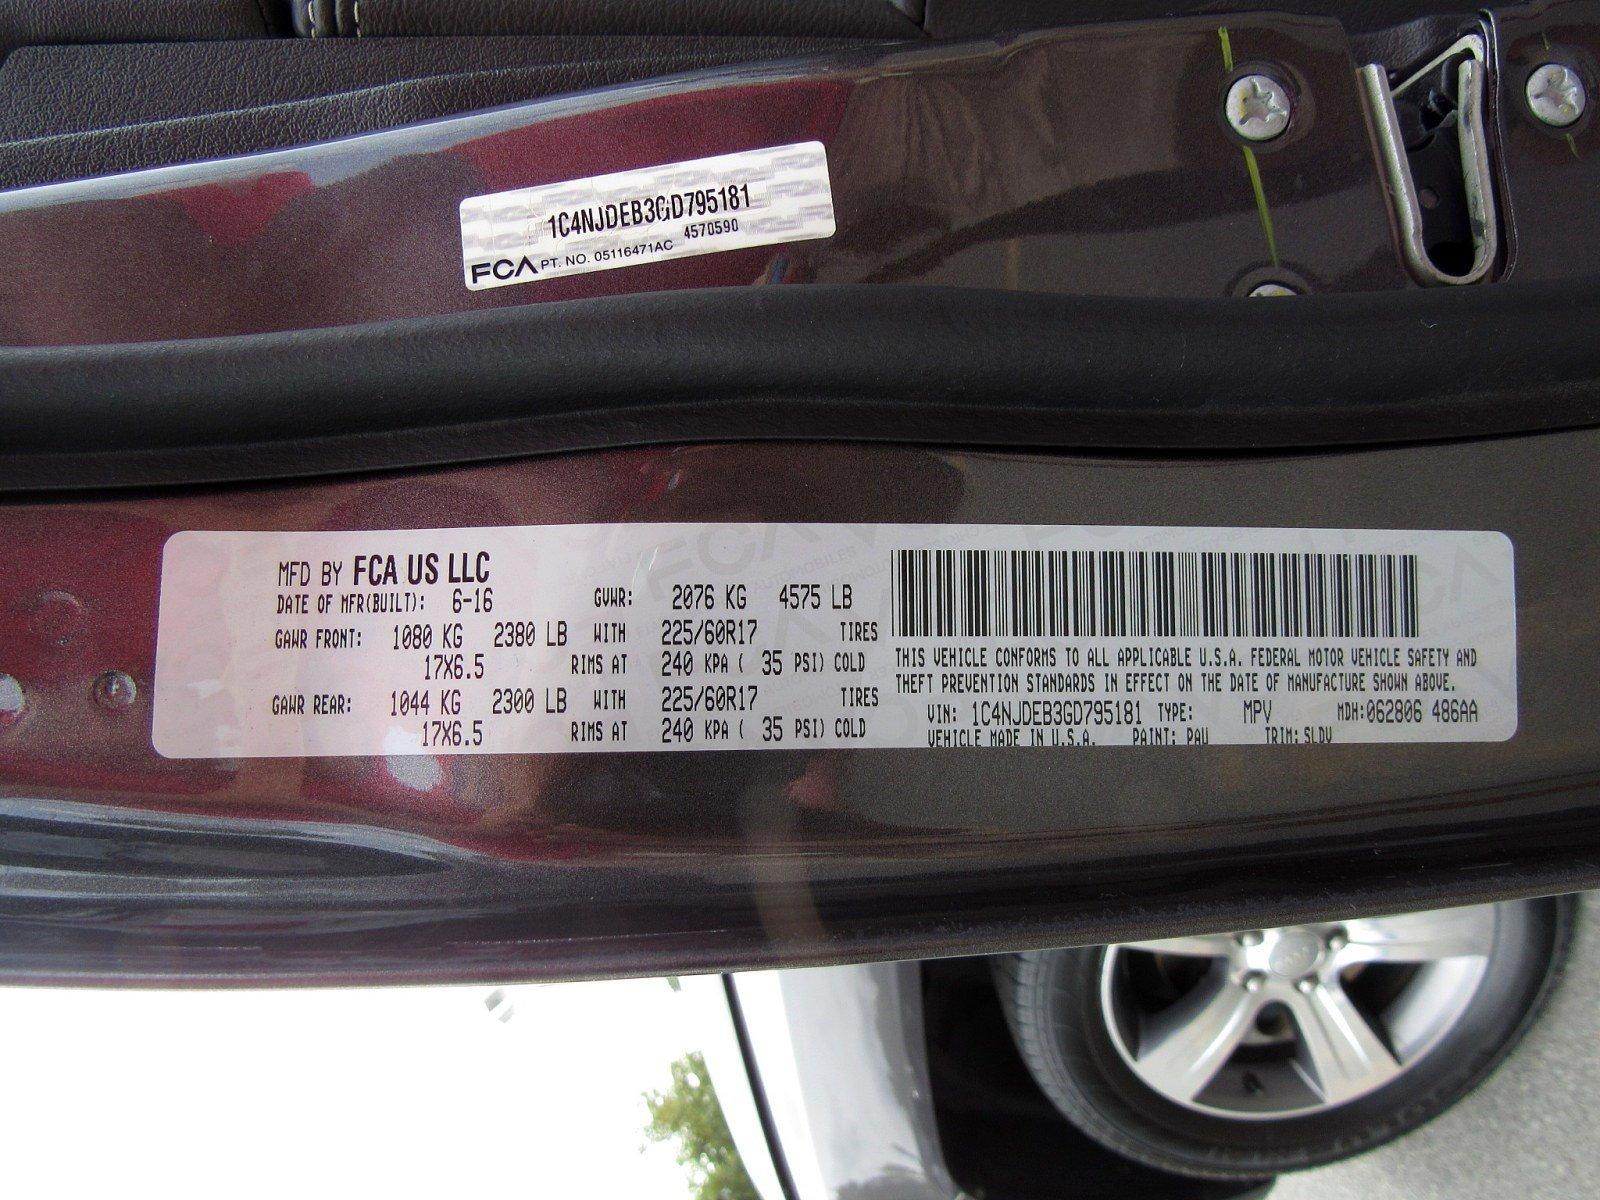 1C4NJDEB3GD795181
4570590
FCA PT. NO. 05116471AC
MFD BY FCA US LLC
DATE OF MFR(BUILT): 6-16 GVWR: 2076 KG 4575 LB
GAWR FRONT: 1080 KG 2380 LB WITH 225/60R17 TIRES
17X6.5 RIMS AT 240 KPA ( 35 PSI) COLD
GAWR REAR: 1044 KG 2300 LB WITH 225/60R17 TIRES
17X6.5 RIMS AT 240 KPA ( 35 PSI) COLD
THIS VEHICLE CONFORMS TO ALL APPLICABLE U.S.A. FEDERAL MOTOR VEHICLE SAFETY AND
THEFT PREVENTION STANDARDS IN EFFECT ON THE DATE OF MANUFACTURE SHOWN ABOVE.
VIN: 1C4NJDEB3GD795181 TYPE: MPV MDH:062806 486AA
VEHICLE MADE IN U.S.A. PAINT: PAU TRIM: SLDV